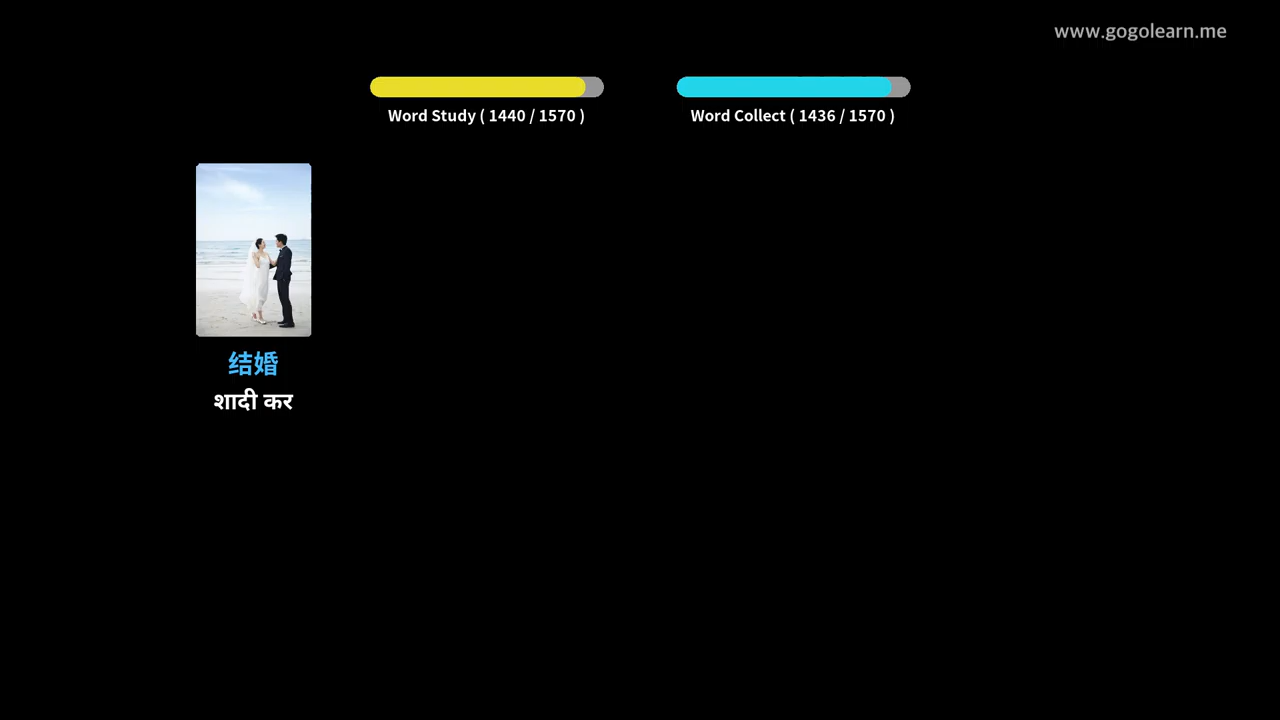 www.gogolearn.me
Word Study ( 1440 / 1570 )
Word Collect ( 1436 / 1570 )
结婚
शादी कर